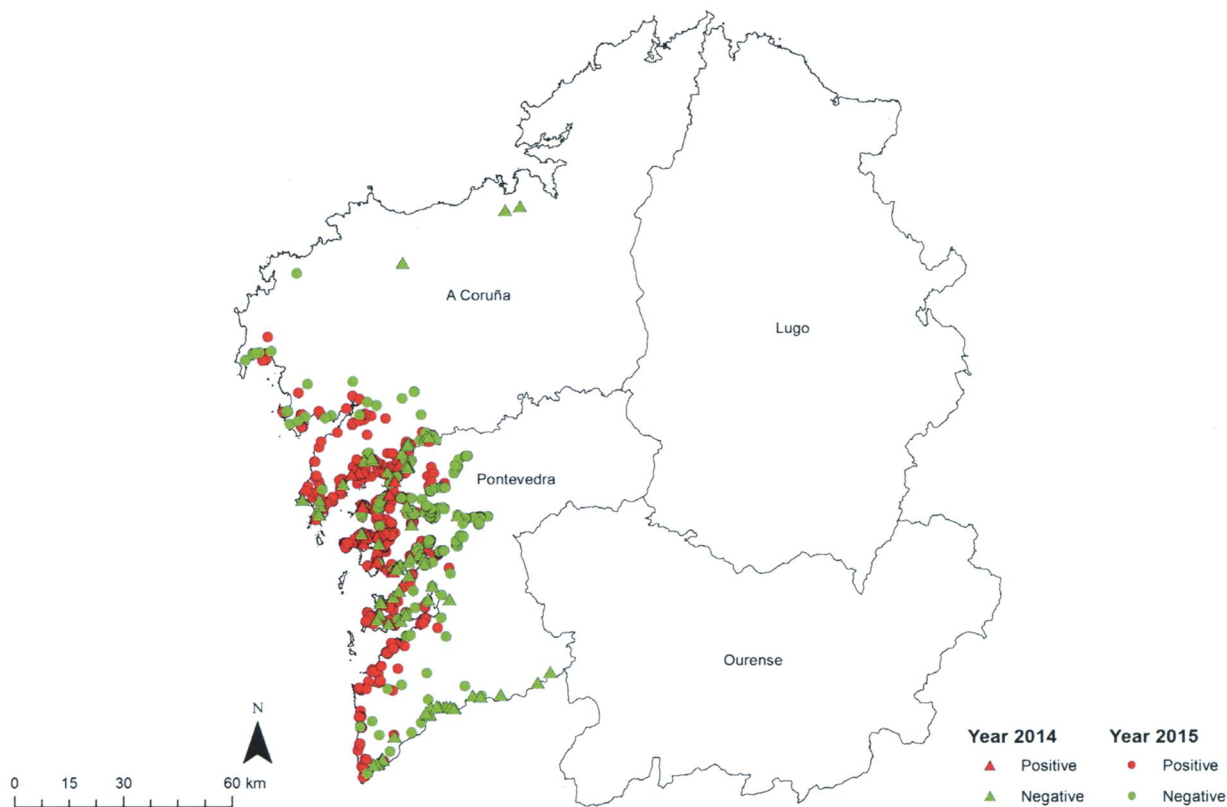 A Coruña
Lugo
Pontevedra
Ourense
N
0 15 30 60 km
Year 2014 Year 2015
Positive Positive
Negative Negative